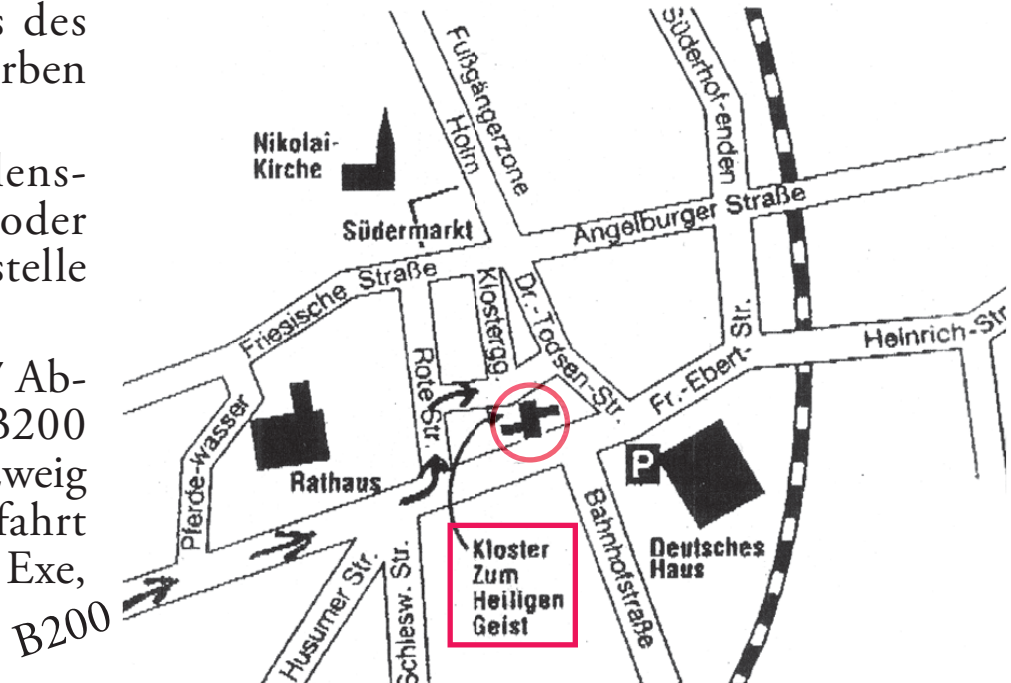 s des
rben
lens-
oder
stelle
Ab-
B200
zweig
fahrt
Exe,
B200
Fußgängerzone
Holm
Süderhof-enden
Nikolai-
Kirche
Südermarkt
Angelburger Straße
Friesische Straße
Klostergg.
Dr.-Todsen-Str.
Rote Str.
Fr.-Ebert-Str.
Heinrich-Str
Pferde-wasser
Rathaus
P
Deutsches
Haus
Bahnhofstraße
Husumer Str.
Schlesw. Str.
Kloster
Zum
Heiligen
Geist